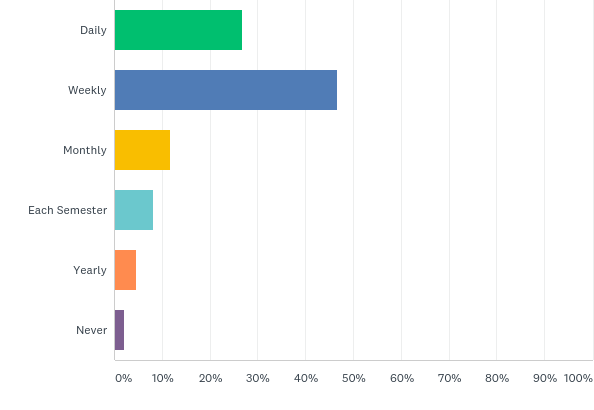 Daily
Weekly
Monthly
Each Semester
Yearly
Never
0% 10% 20% 30% 40% 50% 60% 70% 80% 90% 100%